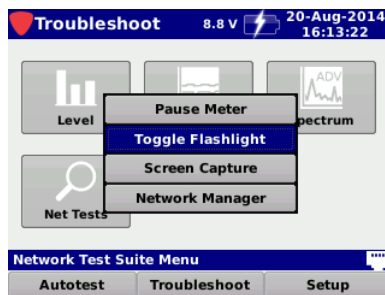 Troubleshoot 8.8 V 20-Aug-2014
16:13:22
ADV
Level
pectrum
Pause Meter
Toggle Flashlight
Screen Capture
Network Manager
Net Tests
Network Test Suite Menu
Autotest Troubleshoot Setup